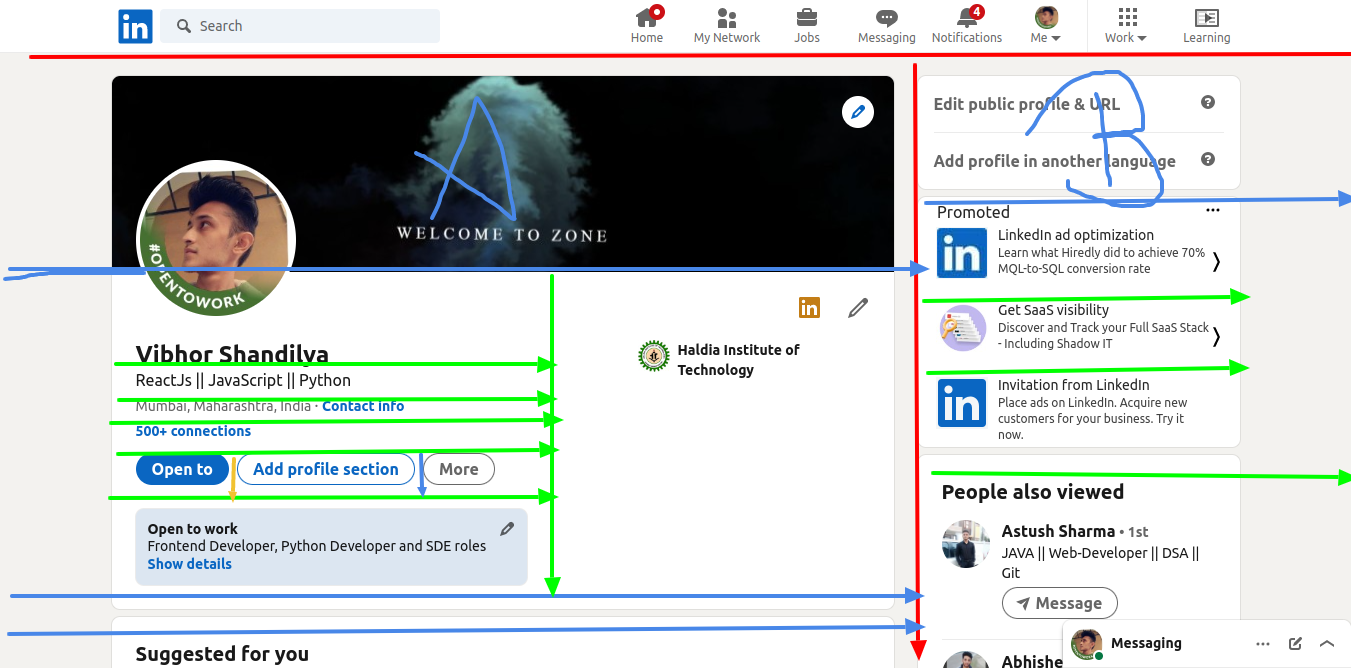 in
Search
Home
My Network
Jobs
Messaging
4
Notifications
Me
Work
Learning
WELCOME TO ZONE
A
#OPENTOWORK
in
Vibhor Shandilya
ReactJs || JavaScript || Python
Mumbai, Maharashtra, India · Contact info
500+ connections
Haldia Institute of
Technology
Open to
Add profile section
More
Open to work
Frontend Developer, Python Developer and SDE roles
Show details
Suggested for you
B
Edit public profile & URL
?
Add profile in another language
?
Promoted
in
LinkedIn ad optimization
Learn what Hiredly did to achieve 70%
MQL-to-SQL conversion rate
Get SaaS visibility
Discover and Track your Full SaaS Stack
- Including Shadow IT
in
Invitation from LinkedIn
Place ads on LinkedIn. Acquire new
customers for your business. Try it
now.
People also viewed
Astush Sharma • 1st
JAVA || Web-Developer || DSA ||
Git
Message
Abhishe
Messaging